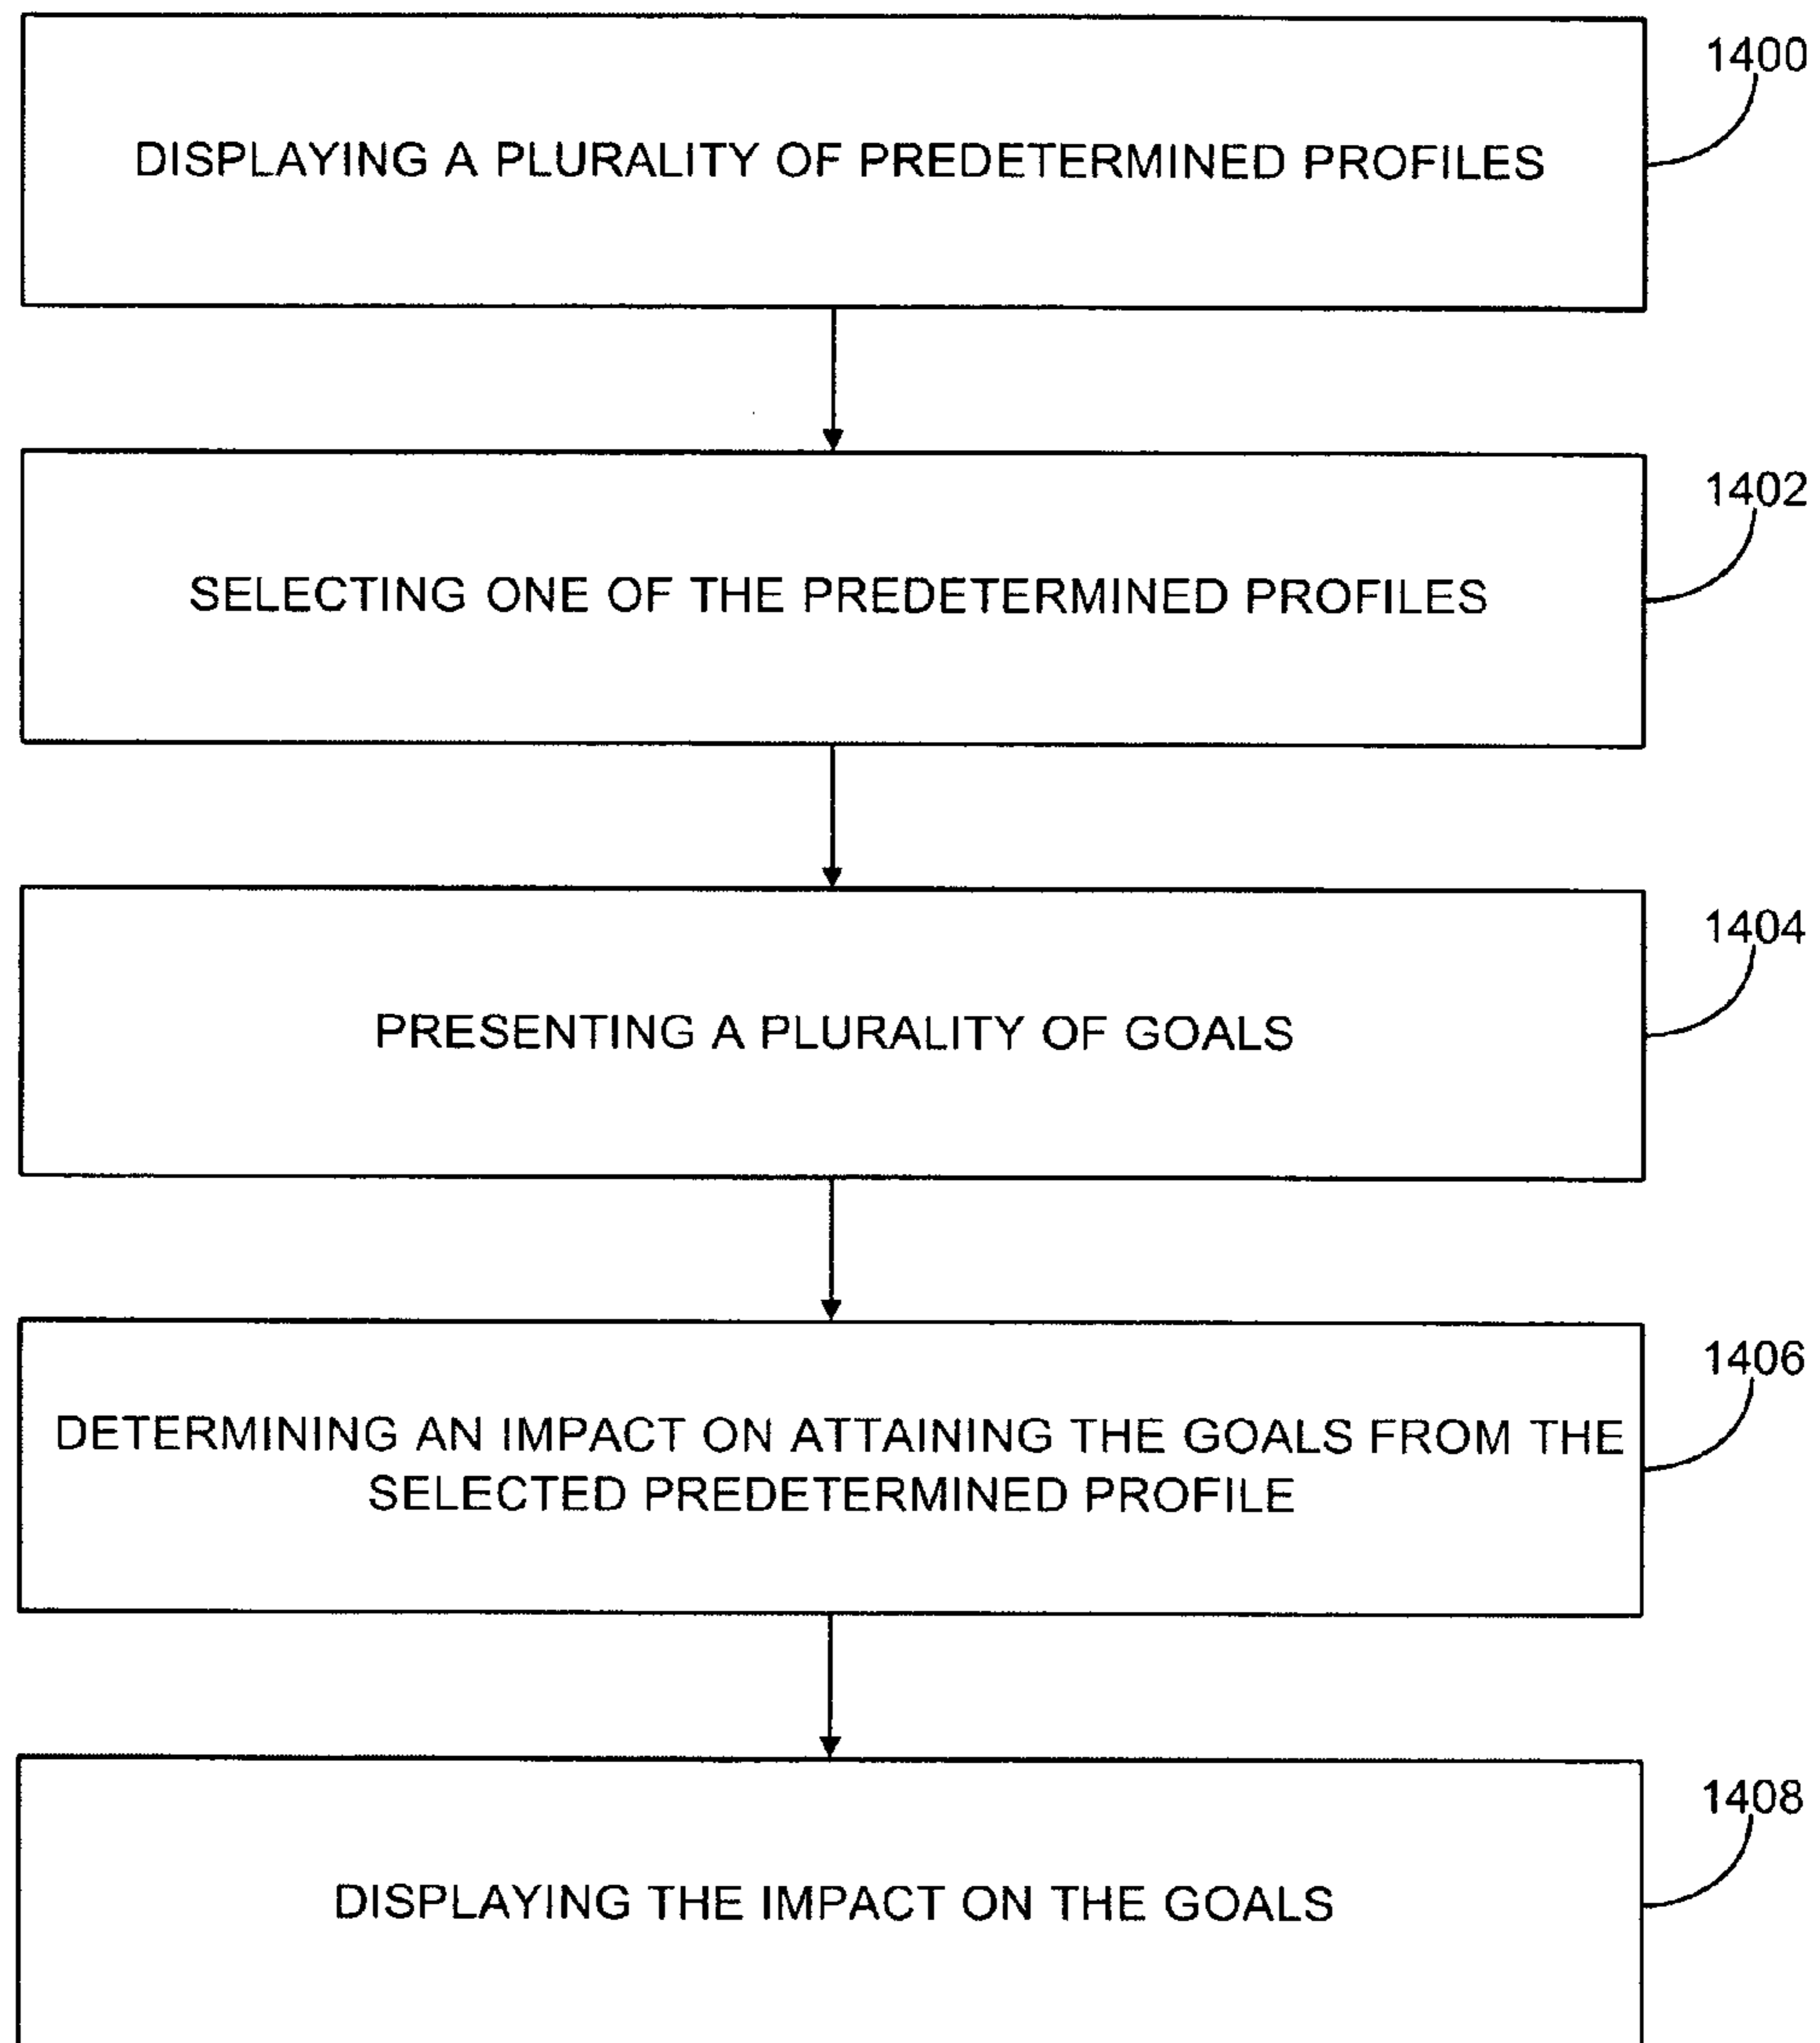 1400
DISPLAYING A PLURALITY OF PREDETERMINED PROFILES
1402
SELECTING ONE OF THE PREDETERMINED PROFILES
1404
PRESENTING A PLURALITY OF GOALS
1406
DETERMINING AN IMPACT ON ATTAINING THE GOALS FROM THE
SELECTED PREDETERMINED PROFILE
1408
DISPLAYING THE IMPACT ON THE GOALS